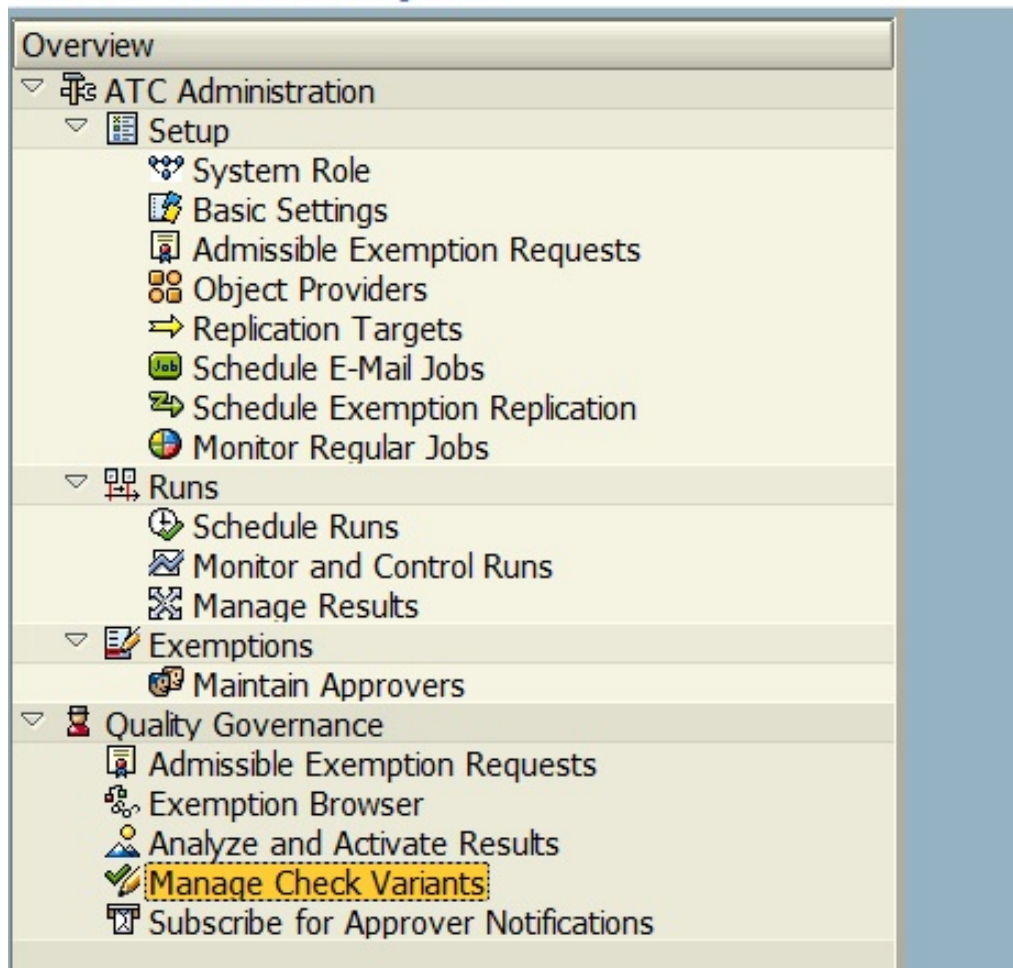 Overview
ATC Administration
Setup
System Role
Basic Settings
Admissible Exemption Requests
Object Providers
Replication Targets
Job
Schedule E-Mail Jobs
Schedule Exemption Replication
Monitor Regular Jobs
Runs
Schedule Runs
Monitor and Control Runs
Manage Results
Exemptions
Maintain Approvers
Quality Governance
Admissible Exemption Requests
Exemption Browser
Analyze and Activate Results
Manage Check Variants
Subscribe for Approver Notifications